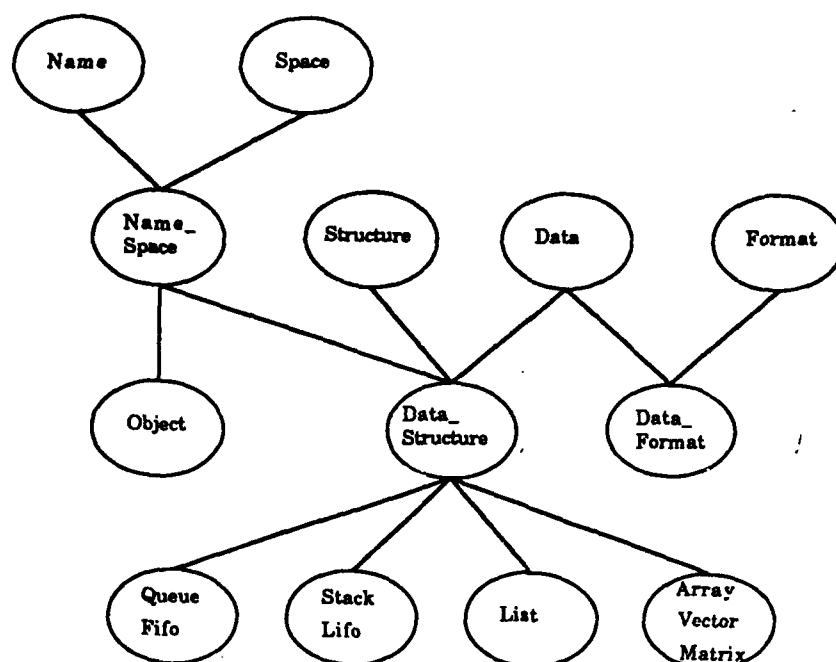 Name
Space
Name_
Space
Structure
Data
Format
Object
Data_
Structure
Data_
Format
Queue
Fifo
Stack
Lifo
List
Array
Vector
Matrix